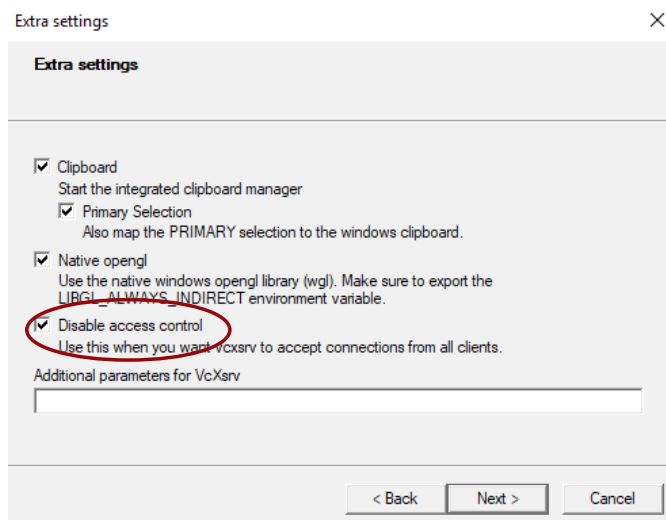 Extra settings
Extra settings
Clipboard
Start the integrated clipboard manager
Primary Selection
Also map the PRIMARY selection to the windows clipboard.
Native opengl
Use the native windows opengl library (wgl). Make sure to export the
LIBGL_ALWAYS_INDIRECT environment variable.
Disable access control
Use this when you want vcxsrv to accept connections from all clients.
Additional parameters for VcXsrv
< Back Next > Cancel